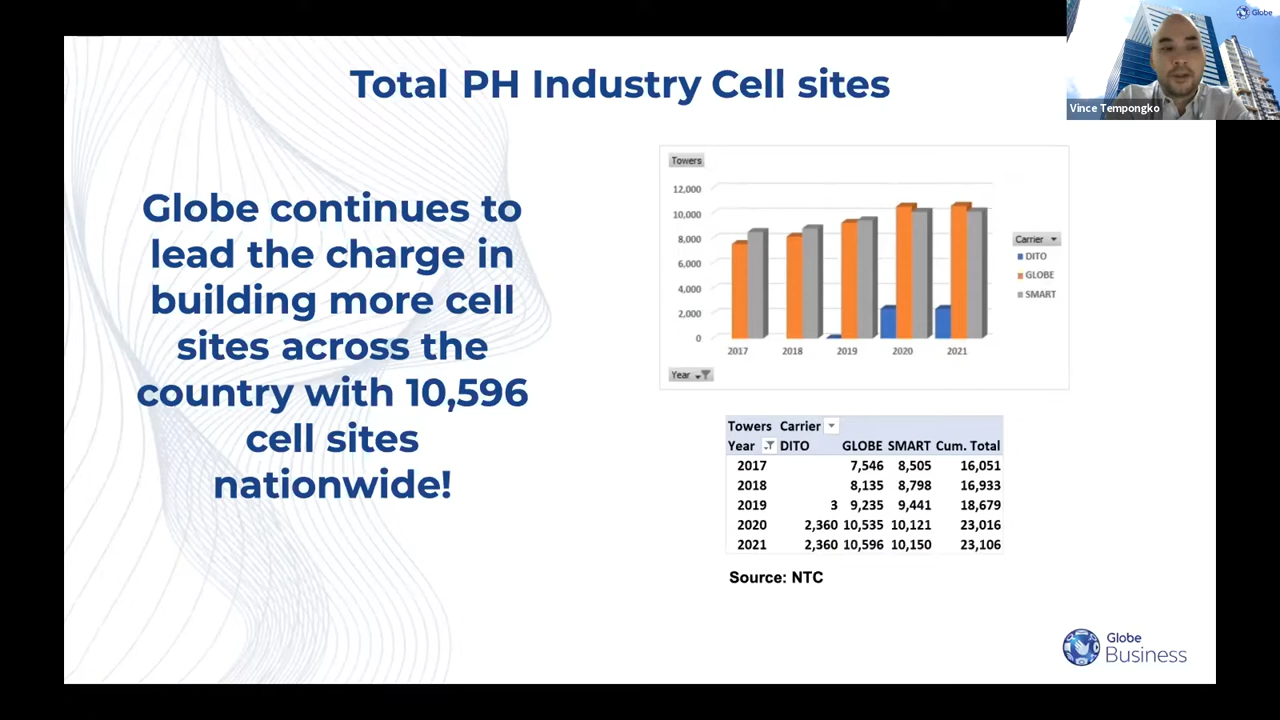 Globe
Vince Tempongko
Total PH Industry Cell sites
Globe continues to
lead the charge in
building more cell
sites across the
country with 10,596
cell sites
nationwide!
Towers
12,000
10,000
8,000
6,000
4,000
2,000
0
2017 2018 2019 2020 2021
Carrier
DITO
GLOBE
SMART
Year
Towers Carrier
Year DITO GLOBE SMART Cum. Total
2017 7,546 8,505 16,051
2018 8,135 8,798 16,933
2019 3 9,235 9,441 18,679
2020 2,360 10,535 10,121 23,016
2021 2,360 10,596 10,150 23,106
Source: NTC
Globe
Business